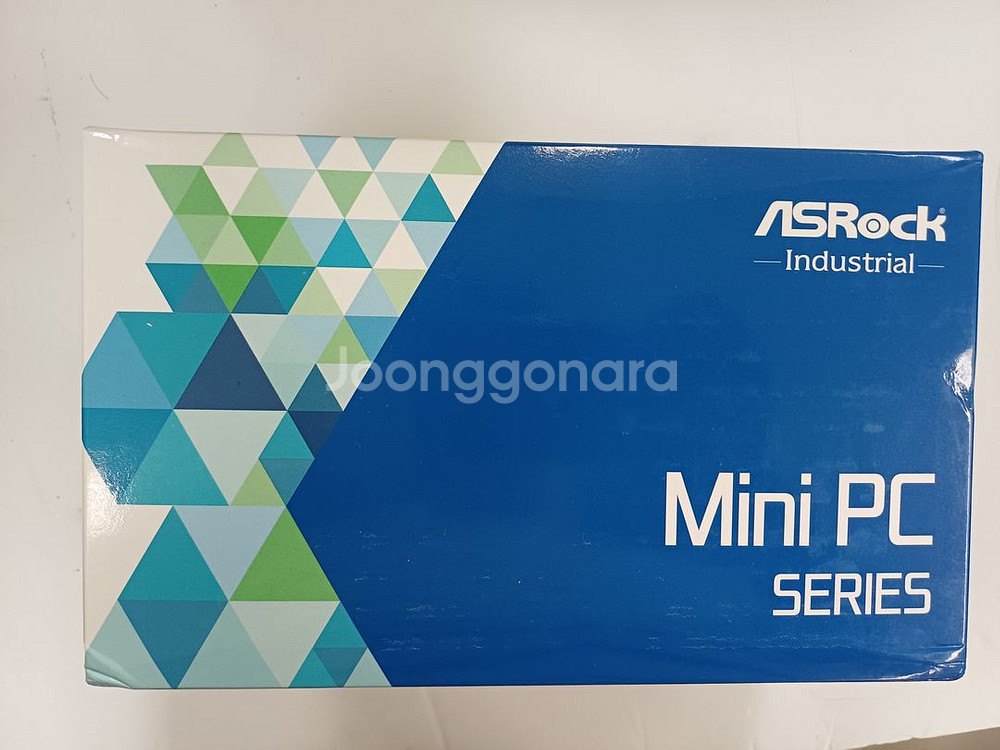 ASRock®
Industrial
Joonggonara
Mini PC
SERIES